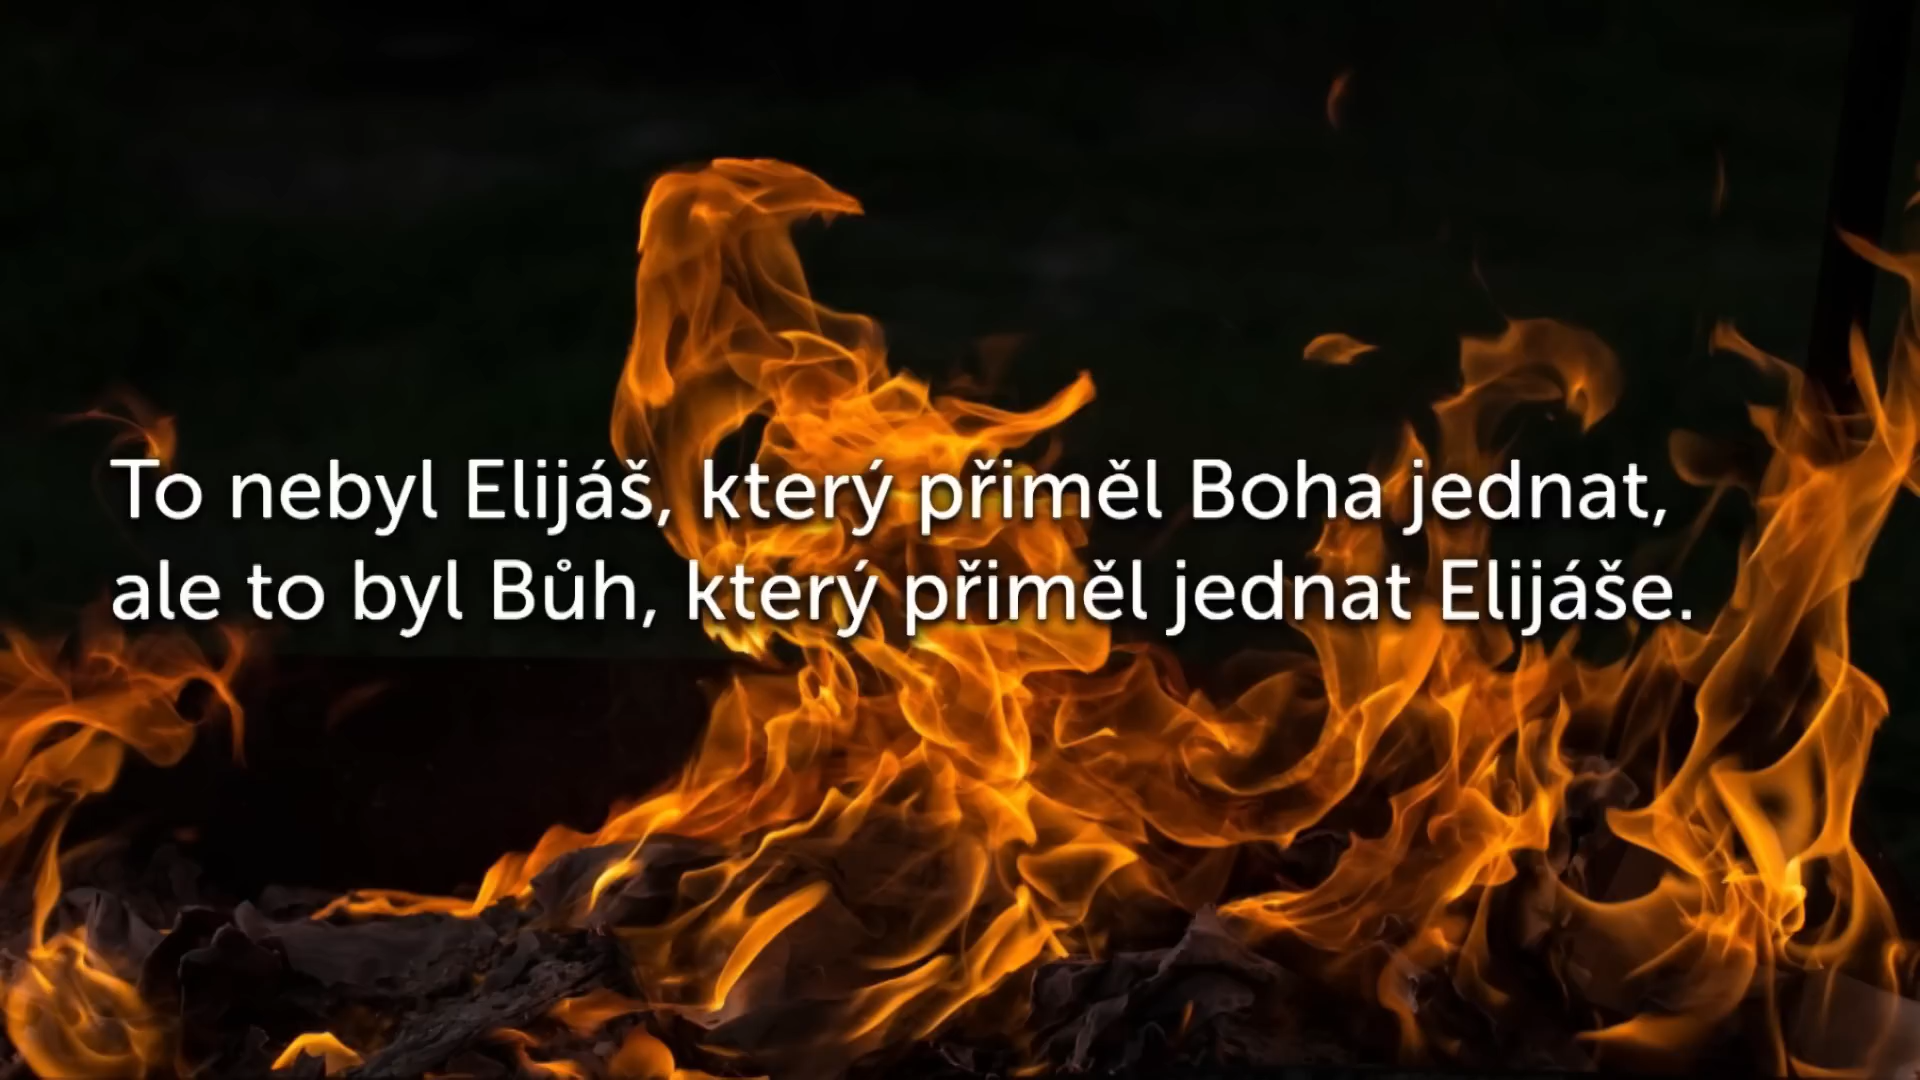 To nebyl Elijáš, který přiměl Boha jednat,
ale to byl Bůh, který přiměl jednat Elijáše.